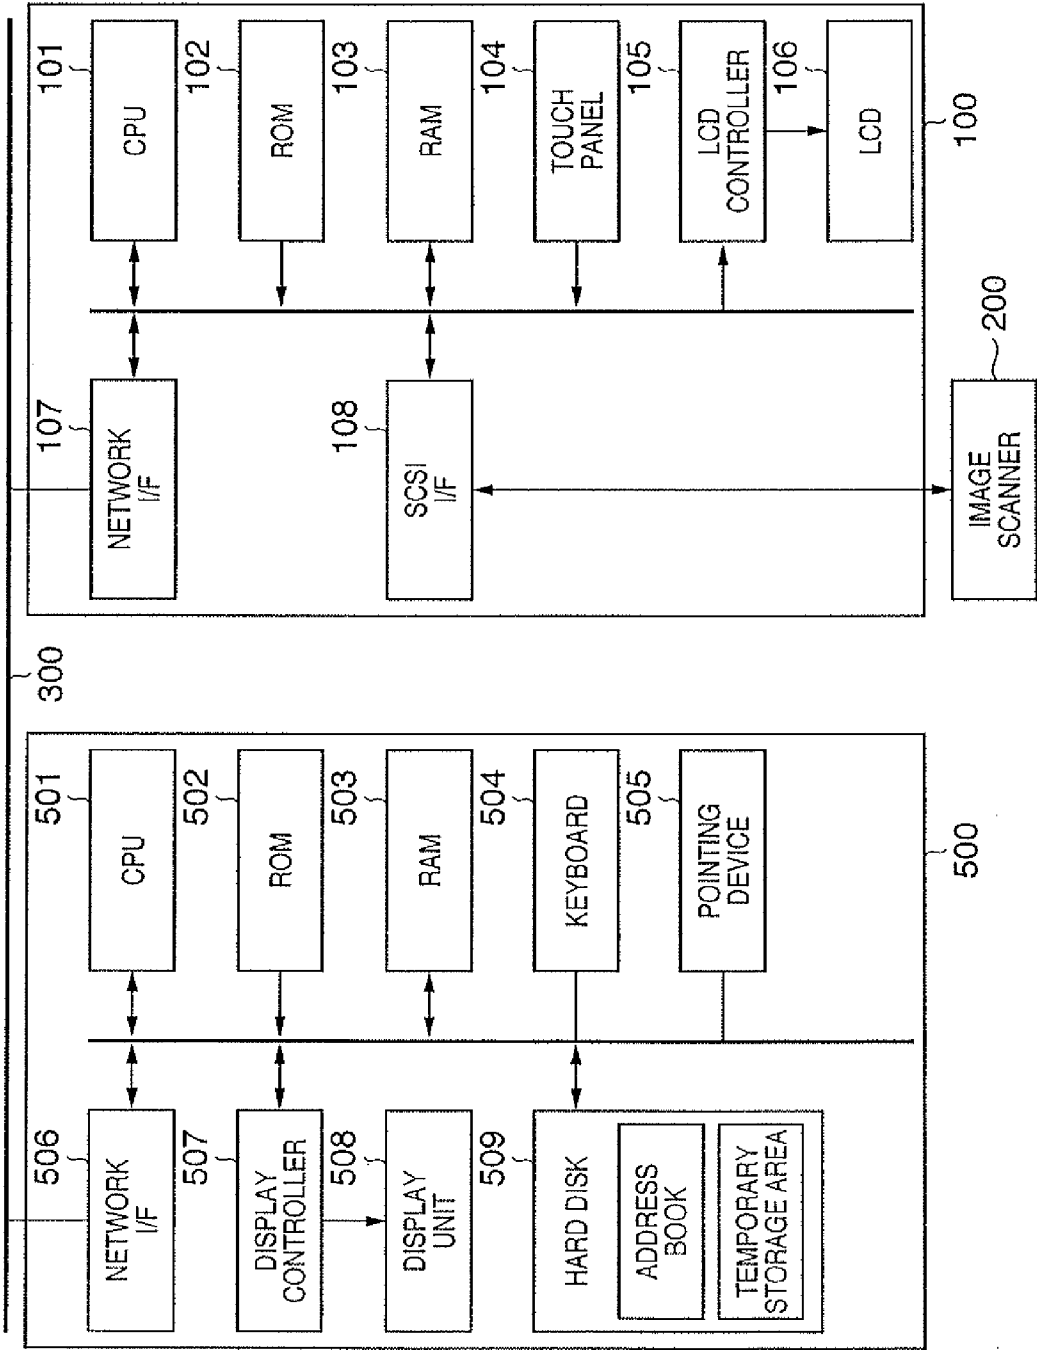 300
500
506
NETWORK
I/F
501
CPU
507
DISPLAY
CONTROLLER
502
ROM
508
DISPLAY
UNIT
503
RAM
509
HARD DISK
ADDRESS
BOOK
TEMPORARY
STORAGE AREA
504
KEYBOARD
505
POINTING
DEVICE
100
107
NETWORK
I/F
101
CPU
102
ROM
108
SCSI
I/F
103
RAM
104
TOUCH
PANEL
105
LCD
CONTROLLER
106
LCD
200
IMAGE
SCANNER